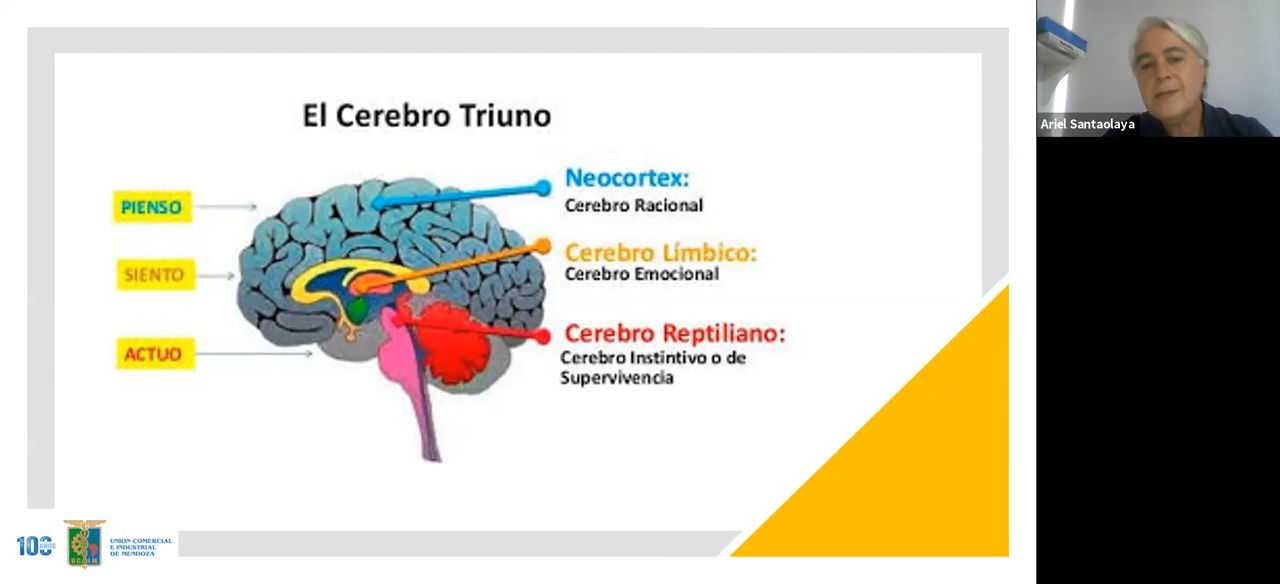 El Cerebro Triuno
PIENSO
Neocortex:
Cerebro Racional
SIENTO
Cerebro Límbico:
Cerebro Emocional
ACTUO
Cerebro Reptiliano:
Cerebro Instintivo o de
Supervivencia
100 AÑOS
UNION COMERCIAL
E INDUSTRIAL
DE MENDOZA
Ariel Santaolaya